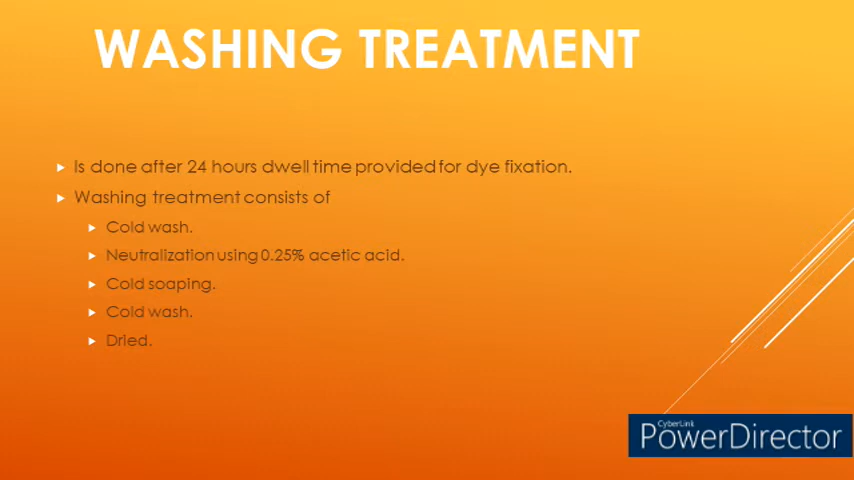 WASHING TREATMENT
Is done after 24 hours dwell time provided for dye fixation.
Washing treatment consists of
Cold wash.
Neutralization using 0.25% acetic acid.
Cold soaping.
Cold wash.
Dried.
CyberLink
PowerDirector